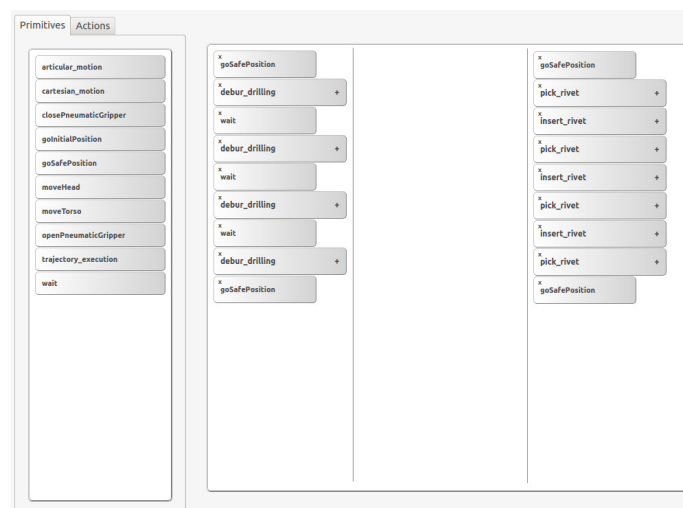 Primitives Actions
articular_motion
cartesian_motion
closePneumaticGripper
goInitialPosition
goSafePosition
moveHead
moveTorso
openPneumaticGripper
trajectory_execution
wait
x
goSafePosition
x
debur_drilling +
x
wait
x
debur_drilling +
x
wait
x
debur_drilling +
x
wait
x
debur_drilling +
x
goSafePosition
x
goSafePosition
x
pick_rivet +
x
insert_rivet +
x
pick_rivet +
x
insert_rivet +
x
pick_rivet +
x
insert_rivet +
x
pick_rivet +
x
goSafePosition